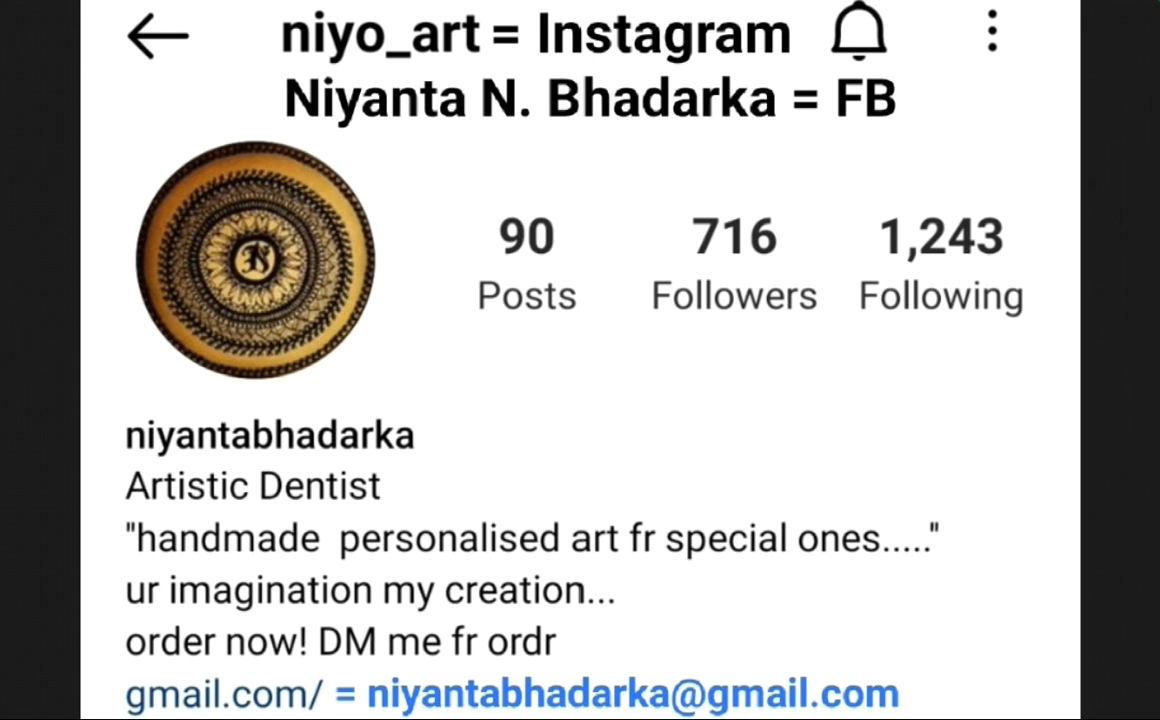 niyo_art = Instagram
Niyanta N. Bhadarka = FB
90 716 1,243
Posts Followers Following
niyantabhadarka
Artistic Dentist
"handmade  personalised art fr special ones....."
ur imagination my creation...
order now! DM me fr ordr
gmail.com/ = niyantabhadarka@gmail.com